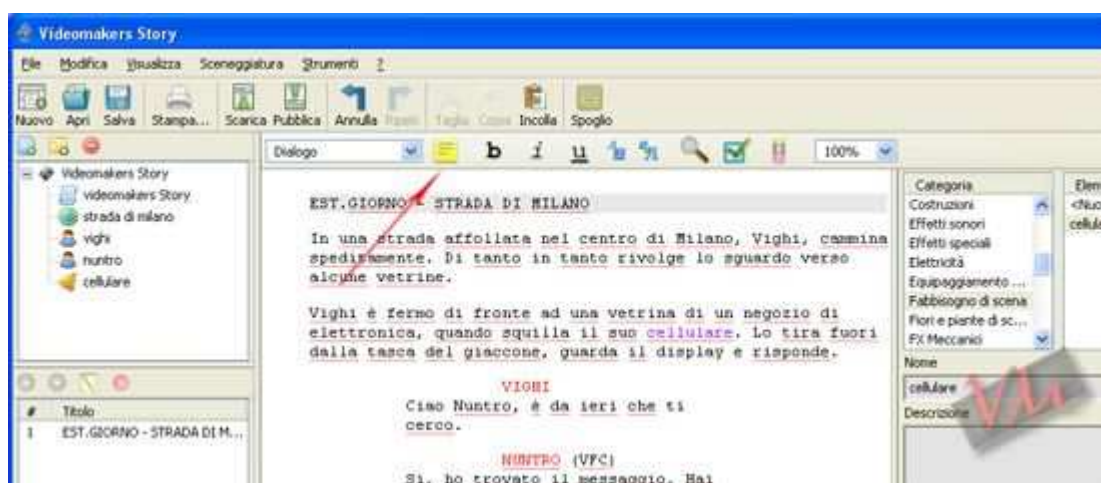 Videomakers Story
File Modifica Visualizza Sceneggiatura Strumenti ?
Nuovo Apri Salva Stampa... Scarica Pubblica Annulla Ripeti Taglia Copia Incolla Spoglio
Dialogo b i u 100%
Videomakers Story
videomakers Story
strada di milano
vighi
nuntro
cellulare
# Titolo
1 EST.GIORNO - STRADA DI M...
EST.GIORNO - STRADA DI MILANO
In una strada affollata nel centro di Milano, Vighi, cammina
speditamente. Di tanto in tanto rivolge lo sguardo verso
alcune vetrine.
Vighi è fermo di fronte ad una vetrina di un negozio di
elettronica, quando squilla il suo cellulare. Lo tira fuori
dalla tasca del giaccone, guarda il display e risponde.
VIGHI
Ciao Nuntro, è da ieri che ti
cerco.
NUNTRO (VFC)
Sì, ho trovato il messaggio. Hai
Categoria
Costruzioni
Effetti sonori
Effetti speciali
Elettricità
Equipaggiamento ...
Fabbisogno di scena
Fiori e piante di sc...
FX Meccanici
Elem
<Nuo
cellula
Nome
cellulare
Descrizione